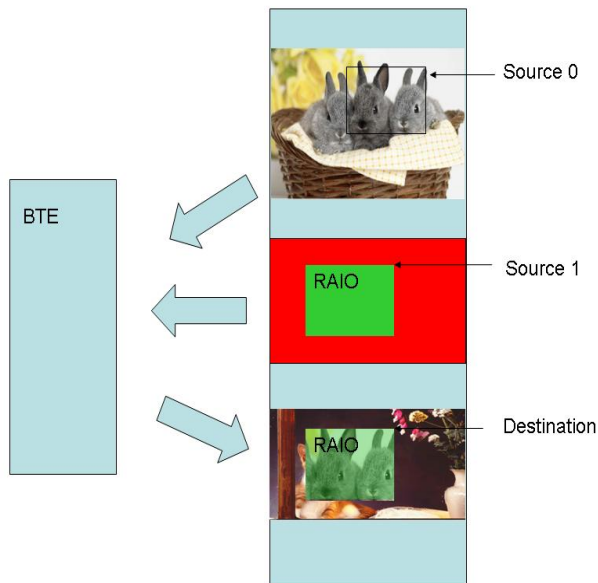 Source 0
BTE
RAIO
Source 1
RAIO
Destination